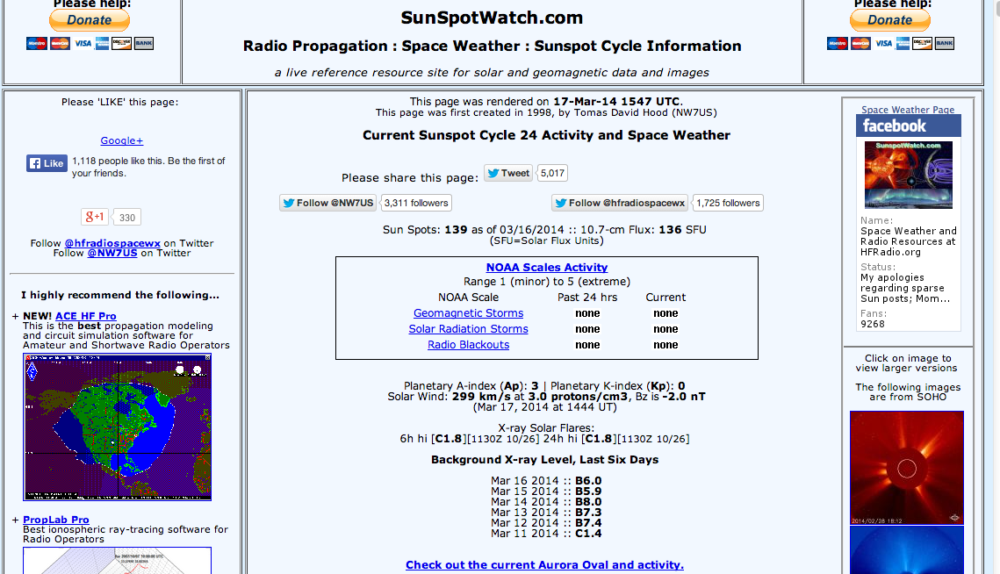 Please help:
Donate
Maestro MasterCard VISA DISCOVER BANK
SunSpotWatch.com
Radio Propagation : Space Weather : Sunspot Cycle Information
a live reference resource site for solar and geomagnetic data and images
Please help:
Donate
Maestro MasterCard VISA DISCOVER BANK
Please 'LIKE' this page:
Google+
Like 1,118 people like this. Be the first of
your friends.
g+1 330
Follow @hfradiospacewx on Twitter
Follow @NW7US on Twitter
I highly recommend the following...
+ NEW! ACE HF Pro
This is the best propagation modeling
and circuit simulation software for
Amateur and Shortwave Radio Operators
+ PropLab Pro
Best ionospheric ray-tracing software for
Radio Operators
This page was rendered on 17-Mar-14 1547 UTC.
This page was first created in 1998, by Tomas David Hood (NW7US)
Current Sunspot Cycle 24 Activity and Space Weather
Please share this page: Tweet 5,017
Follow @NW7US 3,311 followers Follow @hfradiospacewx 1,725 followers
Sun Spots: 139 as of 03/16/2014 :: 10.7-cm Flux: 136 SFU
(SFU=Solar Flux Units)
NOAA Scales Activity
Range 1 (minor) to 5 (extreme)
NOAA Scale Past 24 hrs Current
Geomagnetic Storms none none
Solar Radiation Storms none none
Radio Blackouts none none
Planetary A-index (Ap): 3 | Planetary K-index (Kp): 0
Solar Wind: 299 km/s at 3.0 protons/cm3, Bz is -2.0 nT
(Mar 17, 2014 at 1444 UT)
X-ray Solar Flares:
6h hi [C1.8][1130Z 10/26] 24h hi [C1.8][1130Z 10/26]
Background X-ray Level, Last Six Days
Mar 16 2014 :: B6.0
Mar 15 2014 :: B5.9
Mar 14 2014 :: B8.0
Mar 13 2014 :: B7.3
Mar 12 2014 :: B7.4
Mar 11 2014 :: C1.4
Check out the current Aurora Oval and activity.
Space Weather Page
facebook
SunspotWatch.com
Name:
Space Weather and
Radio Resources at
HFRadio.org
Status:
My apologies
regarding sparse
Sun posts; Mom...
Fans:
9268
Click on image to
view larger versions
The following images
are from SOHO
2014/02/28 18:12